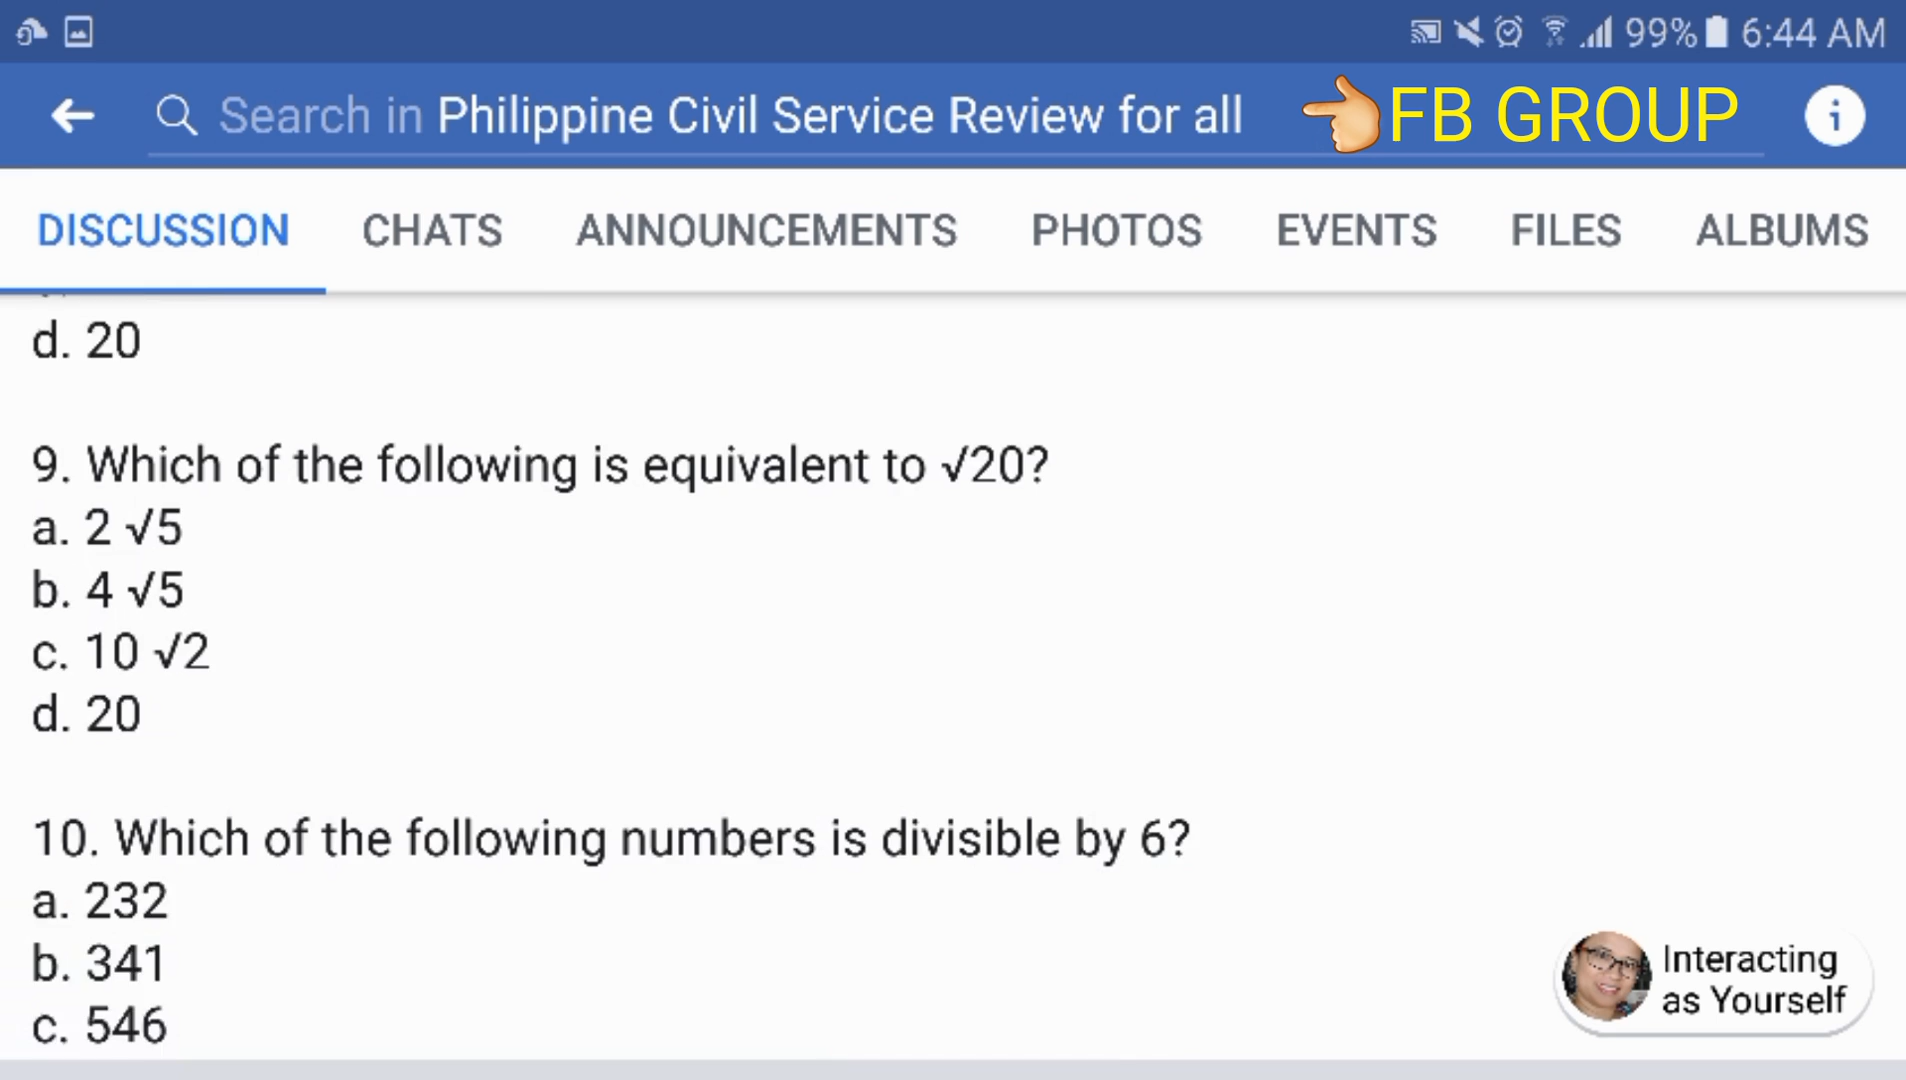 99% 6:44 AM
Search in Philippine Civil Service Review for all FB GROUP
DISCUSSION CHATS ANNOUNCEMENTS PHOTOS EVENTS FILES ALBUMS
d. 20
9. Which of the following is equivalent to √20?
a. 2 √5
b. 4 √5
c. 10 √2
d. 20
10. Which of the following numbers is divisible by 6?
a. 232
b. 341
c. 546
Interacting
as Yourself